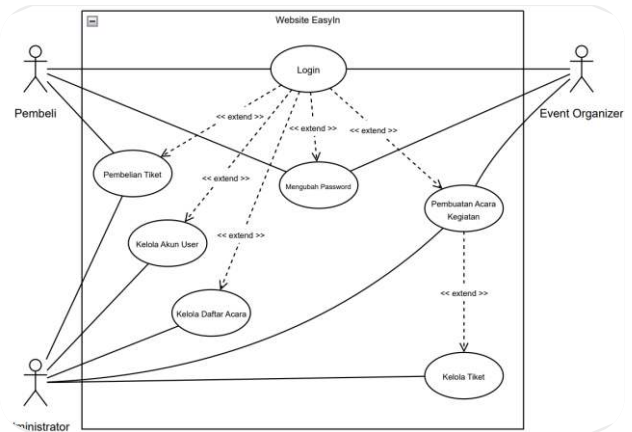 Website EasyIn
Login
Pembeli
Event Organizer
<< extend >>
<< extend >>
<< extend >>
Pembelian Tiket
<< extend >>
Mengubah Password
Pembuatan Acara
Kegiatan
<< extend >>
Kelola Akun User
<< extend >>
Kelola Daftar Acara
Kelola Tiket
ministrator